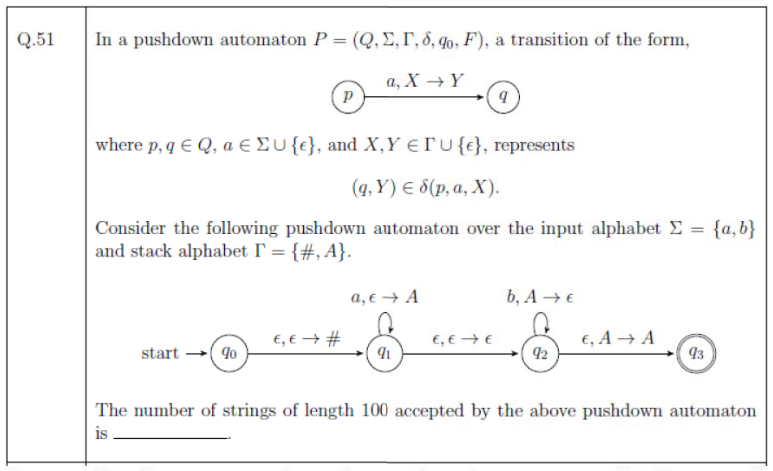 Q.51
In a pushdown automaton P = (Q, Σ, Γ, δ, q₀, F), a transition of the form,
a, X → Y
p
q
where p, q ∈ Q, a ∈ Σ ∪ {ϵ}, and X, Y ∈ Γ ∪ {ϵ}, represents
(q, Y) ∈ δ(p, a, X).
Consider the following pushdown automaton over the input alphabet Σ = {a, b}
and stack alphabet Γ = {#, A}.
a, ϵ → A
b, A → ϵ
ϵ, ϵ → #
ϵ, ϵ → ϵ
ϵ, A → A
start
q₀
q₁
q₂
q₃
The number of strings of length 100 accepted by the above pushdown automaton
is ____________.